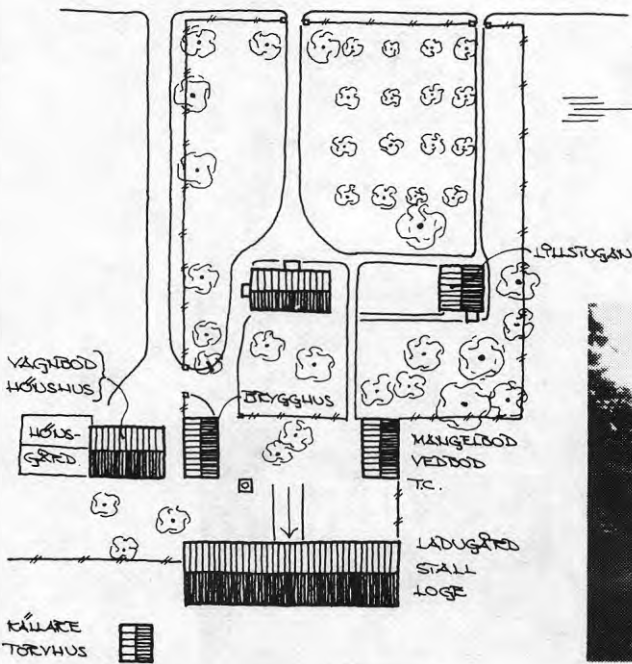 LILLSTUGAN
VAGNBOD
HÖNSHUS
BRYGGHUS
HÖNS-
GÅRD.
MANGELBOD
VEDBOD
T.C.
LADUGÅRD
STALL
LOGE
KÄLLARE
TORVHUS